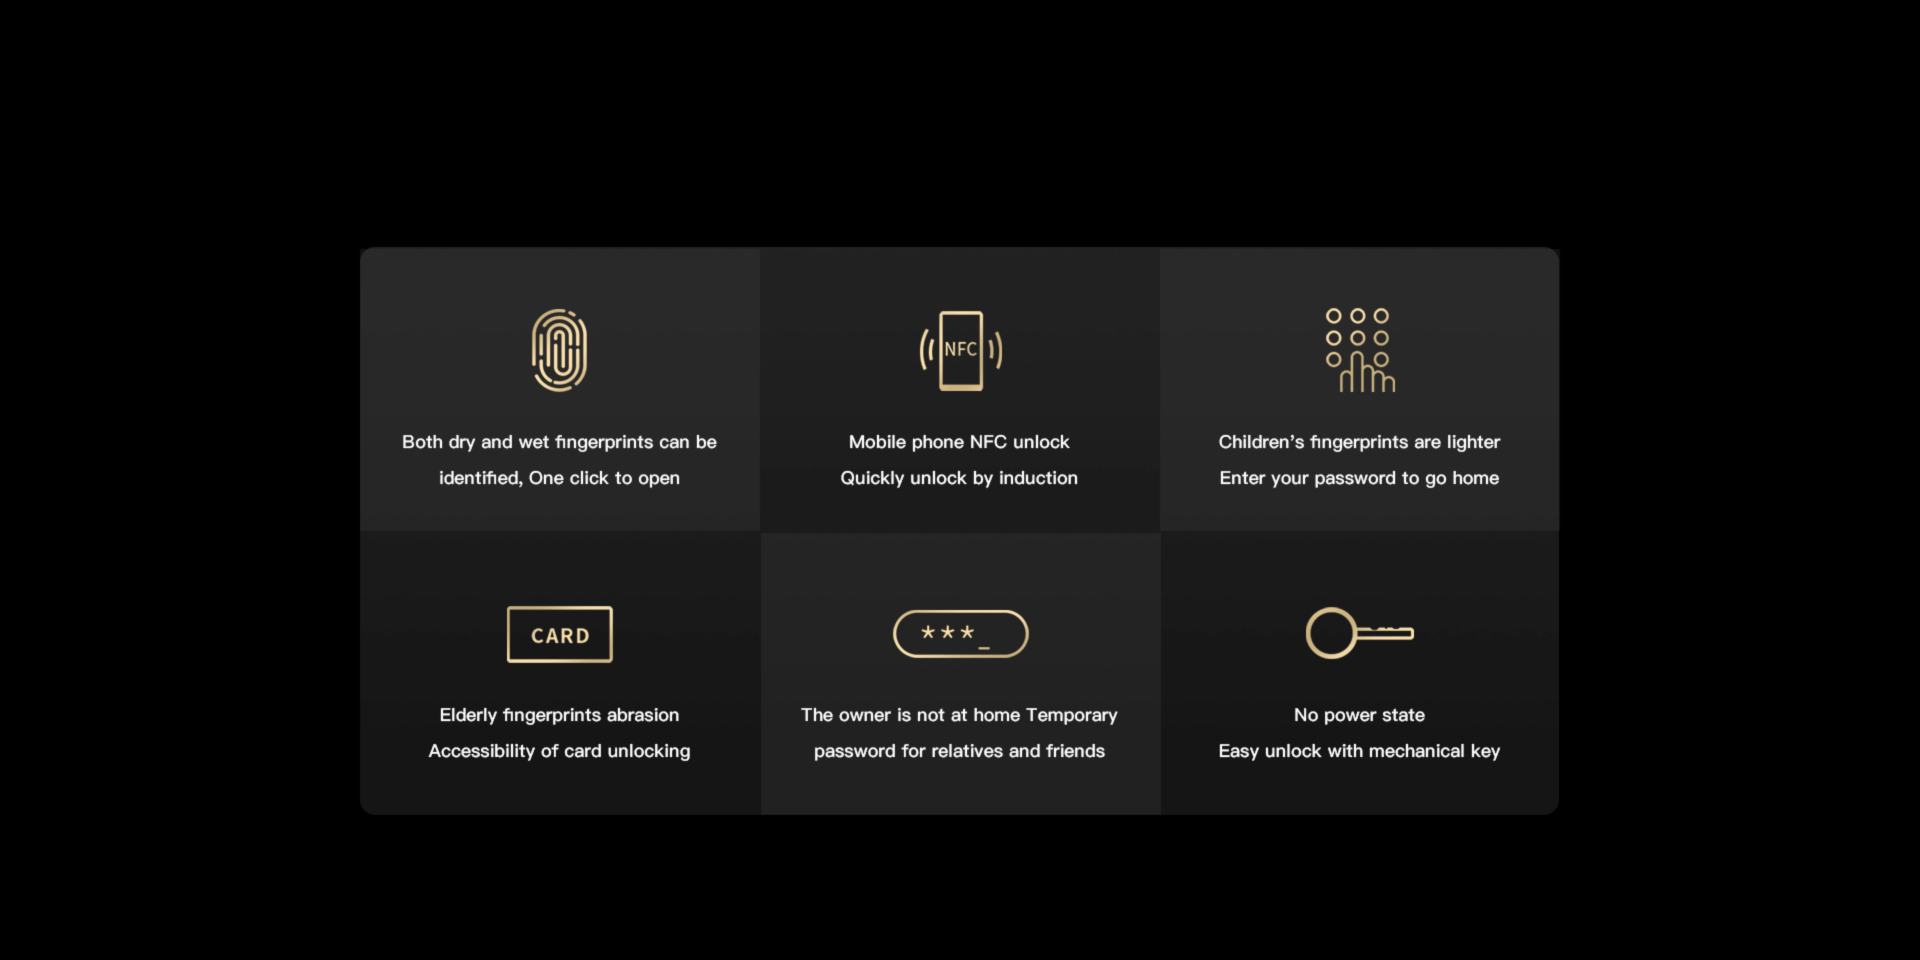 NFC
Both dry and wet fingerprints can be
identified, One click to open
Mobile phone NFC unlock
Quickly unlock by induction
Children's fingerprints are lighter
Enter your password to go home
CARD
***_
Elderly fingerprints abrasion
Accessibility of card unlocking
The owner is not at home Temporary
password for relatives and friends
No power state
Easy unlock with mechanical key